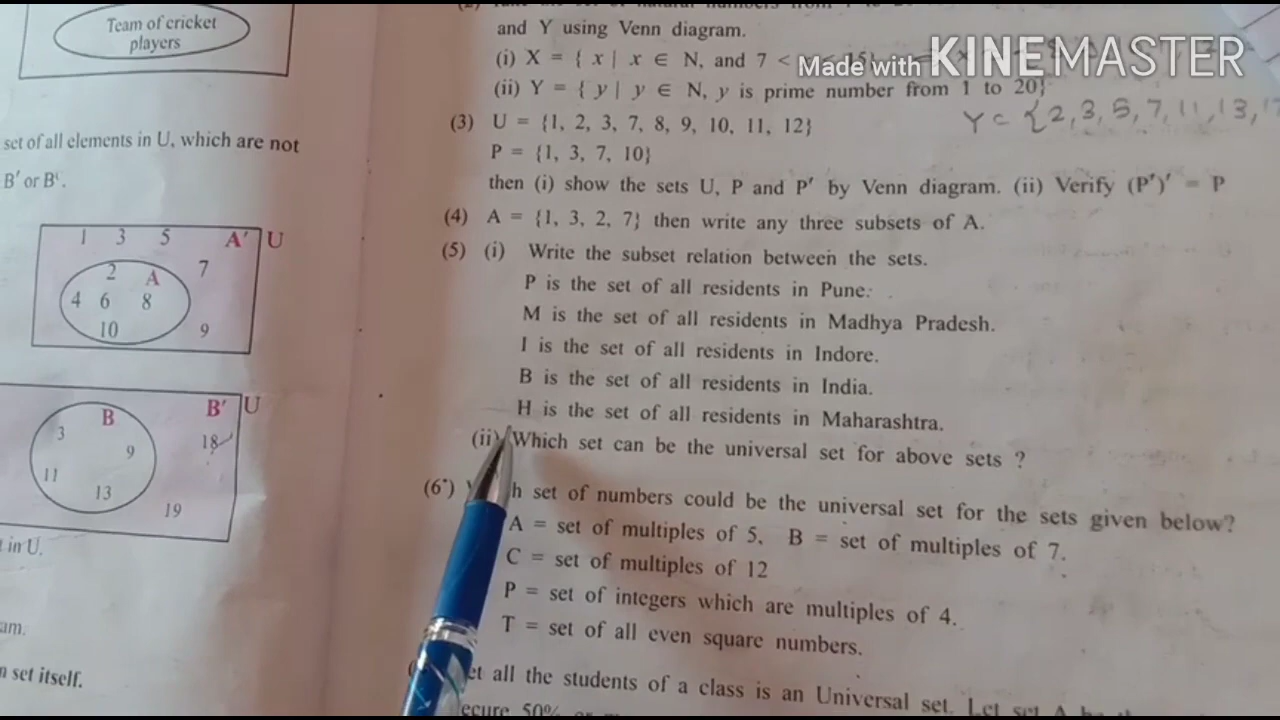 Team of cricket
players
set of all elements in U, which are not
B′ or Bᶜ.
1 3 5 A′ U
2 A 7
4 6 8
10 9
B B′ U
3 9 18
11 13
19
t in U.
am.
n set itself.
and Y using Venn diagram.
(i) X = { x | x ∈ N, and 7 < 15}
(ii) Y = { y | y ∈ N, y is prime number from 1 to 20}
Y = {2, 3, 5, 7, 11, 13,
(3) U = {1, 2, 3, 7, 8, 9, 10, 11, 12}
P = {1, 3, 7, 10}
then (i) show the sets U, P and P′ by Venn diagram. (ii) Verify (P′)′ = P
(4) A = {1, 3, 2, 7} then write any three subsets of A.
(5) (i) Write the subset relation between the sets.
P is the set of all residents in Pune.
M is the set of all residents in Madhya Pradesh.
I is the set of all residents in Indore.
B is the set of all residents in India.
H is the set of all residents in Maharashtra.
(ii) Which set can be the universal set for above sets ?
(6*) set of numbers could be the universal set for the sets given below?
A = set of multiples of 5, B = set of multiples of 7.
C = set of multiples of 12
P = set of integers which are multiples of 4.
T = set of all even square numbers.
all the students of a class is an Universal set. Let set A
50%
Made with KINEMASTER